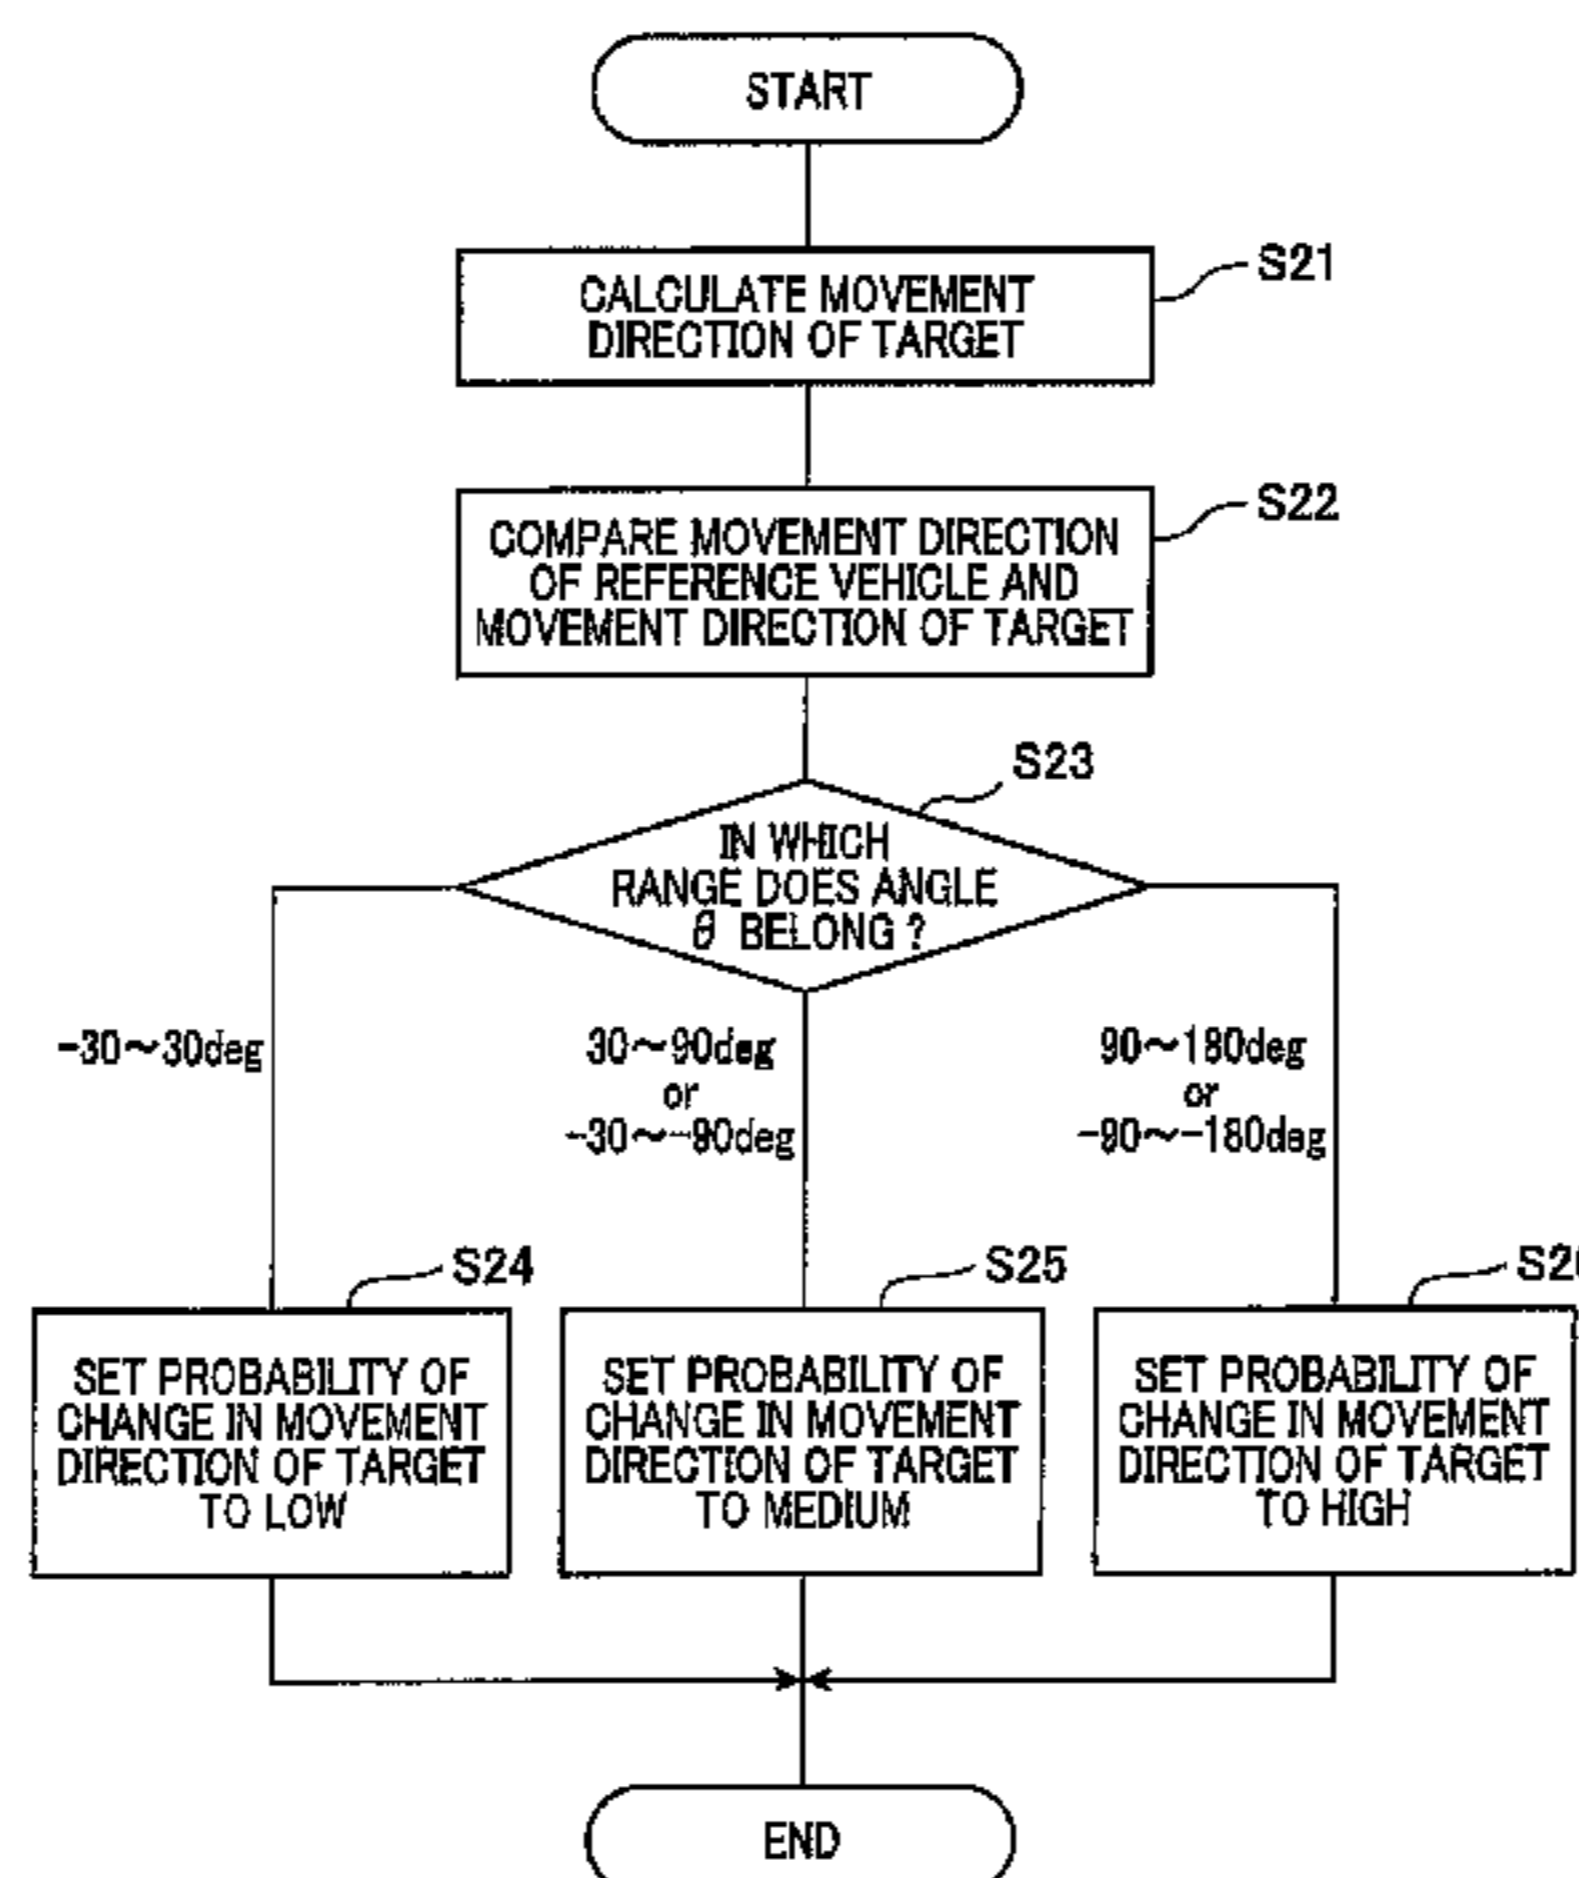 START
S21
CALCULATE MOVEMENT
DIRECTION OF TARGET
S22
COMPARE MOVEMENT DIRECTION
OF REFERENCE VEHICLE AND
MOVEMENT DIRECTION OF TARGET
S23
IN WHICH
RANGE DOES ANGLE
θ BELONG?
-30~30deg
30~90deg
or
-30~-90deg
90~180deg
or
-90~-180deg
S24
SET PROBABILITY OF
CHANGE IN MOVEMENT
DIRECTION OF TARGET
TO LOW
S25
SET PROBABILITY OF
CHANGE IN MOVEMENT
DIRECTION OF TARGET
TO MEDIUM
SET PROBABILITY OF
CHANGE IN MOVEMENT
DIRECTION OF TARGET
TO HIGH
END